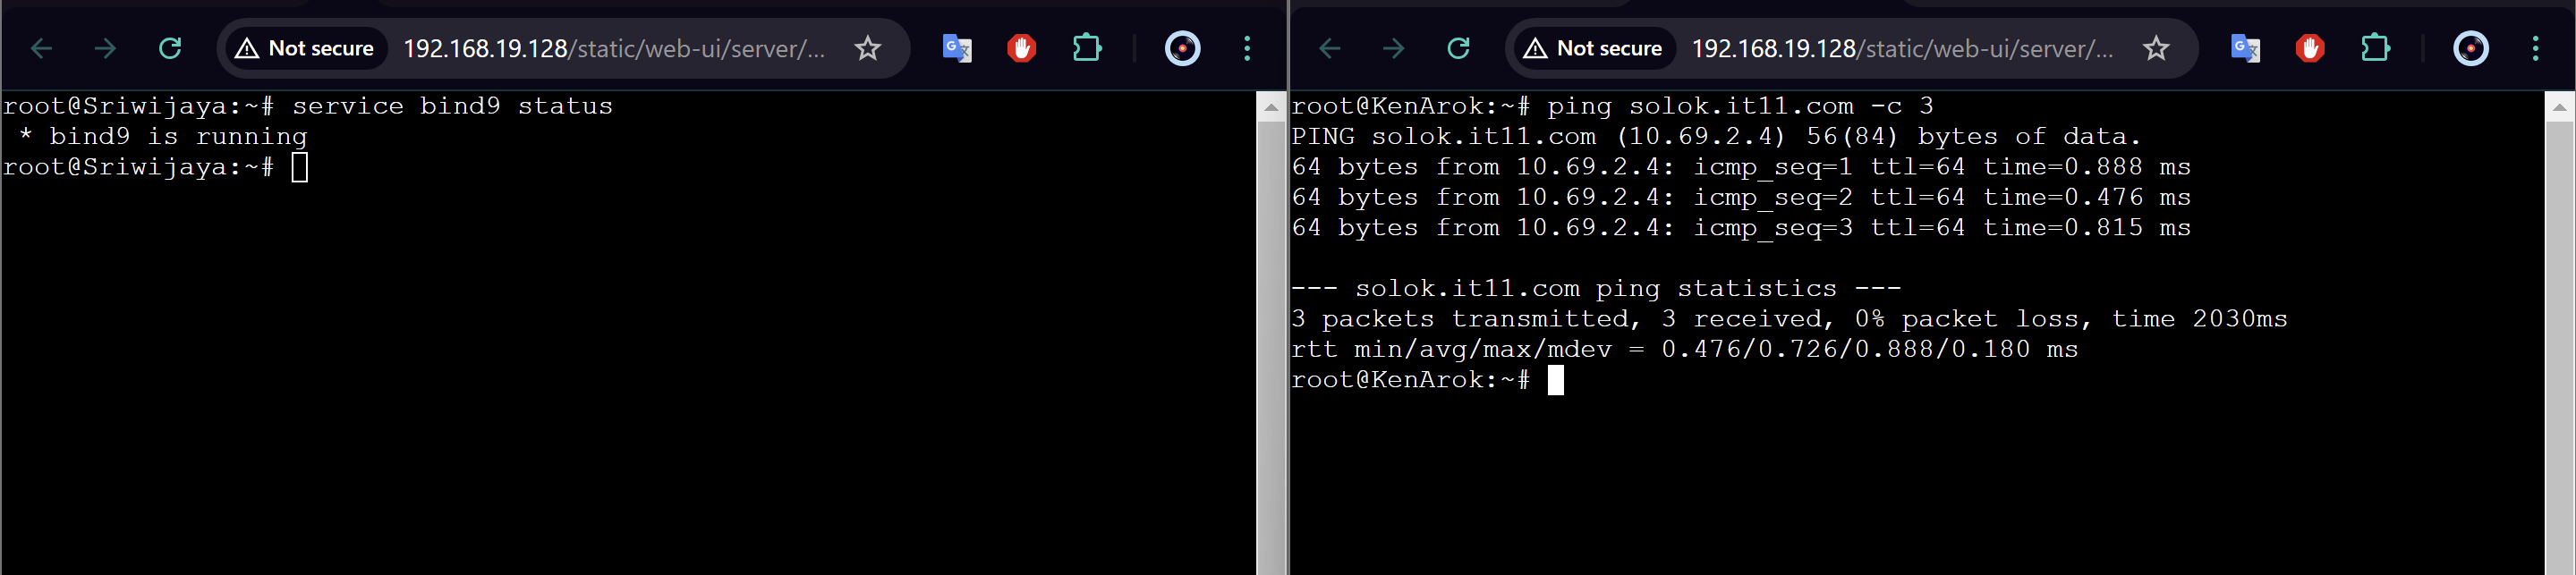 Not secure 192.168.19.128/static/web-ui/server/...
root@Sriwijaya:~# service bind9 status
 * bind9 is running
root@Sriwijaya:~#
Not secure 192.168.19.128/static/web-ui/server/...
root@KenArok:~# ping solok.it11.com -c 3
PING solok.it11.com (10.69.2.4) 56(84) bytes of data.
64 bytes from 10.69.2.4: icmp_seq=1 ttl=64 time=0.888 ms
64 bytes from 10.69.2.4: icmp_seq=2 ttl=64 time=0.476 ms
64 bytes from 10.69.2.4: icmp_seq=3 ttl=64 time=0.815 ms
--- solok.it11.com ping statistics ---
3 packets transmitted, 3 received, 0% packet loss, time 2030ms
rtt min/avg/max/mdev = 0.476/0.726/0.888/0.180 ms
root@KenArok:~#